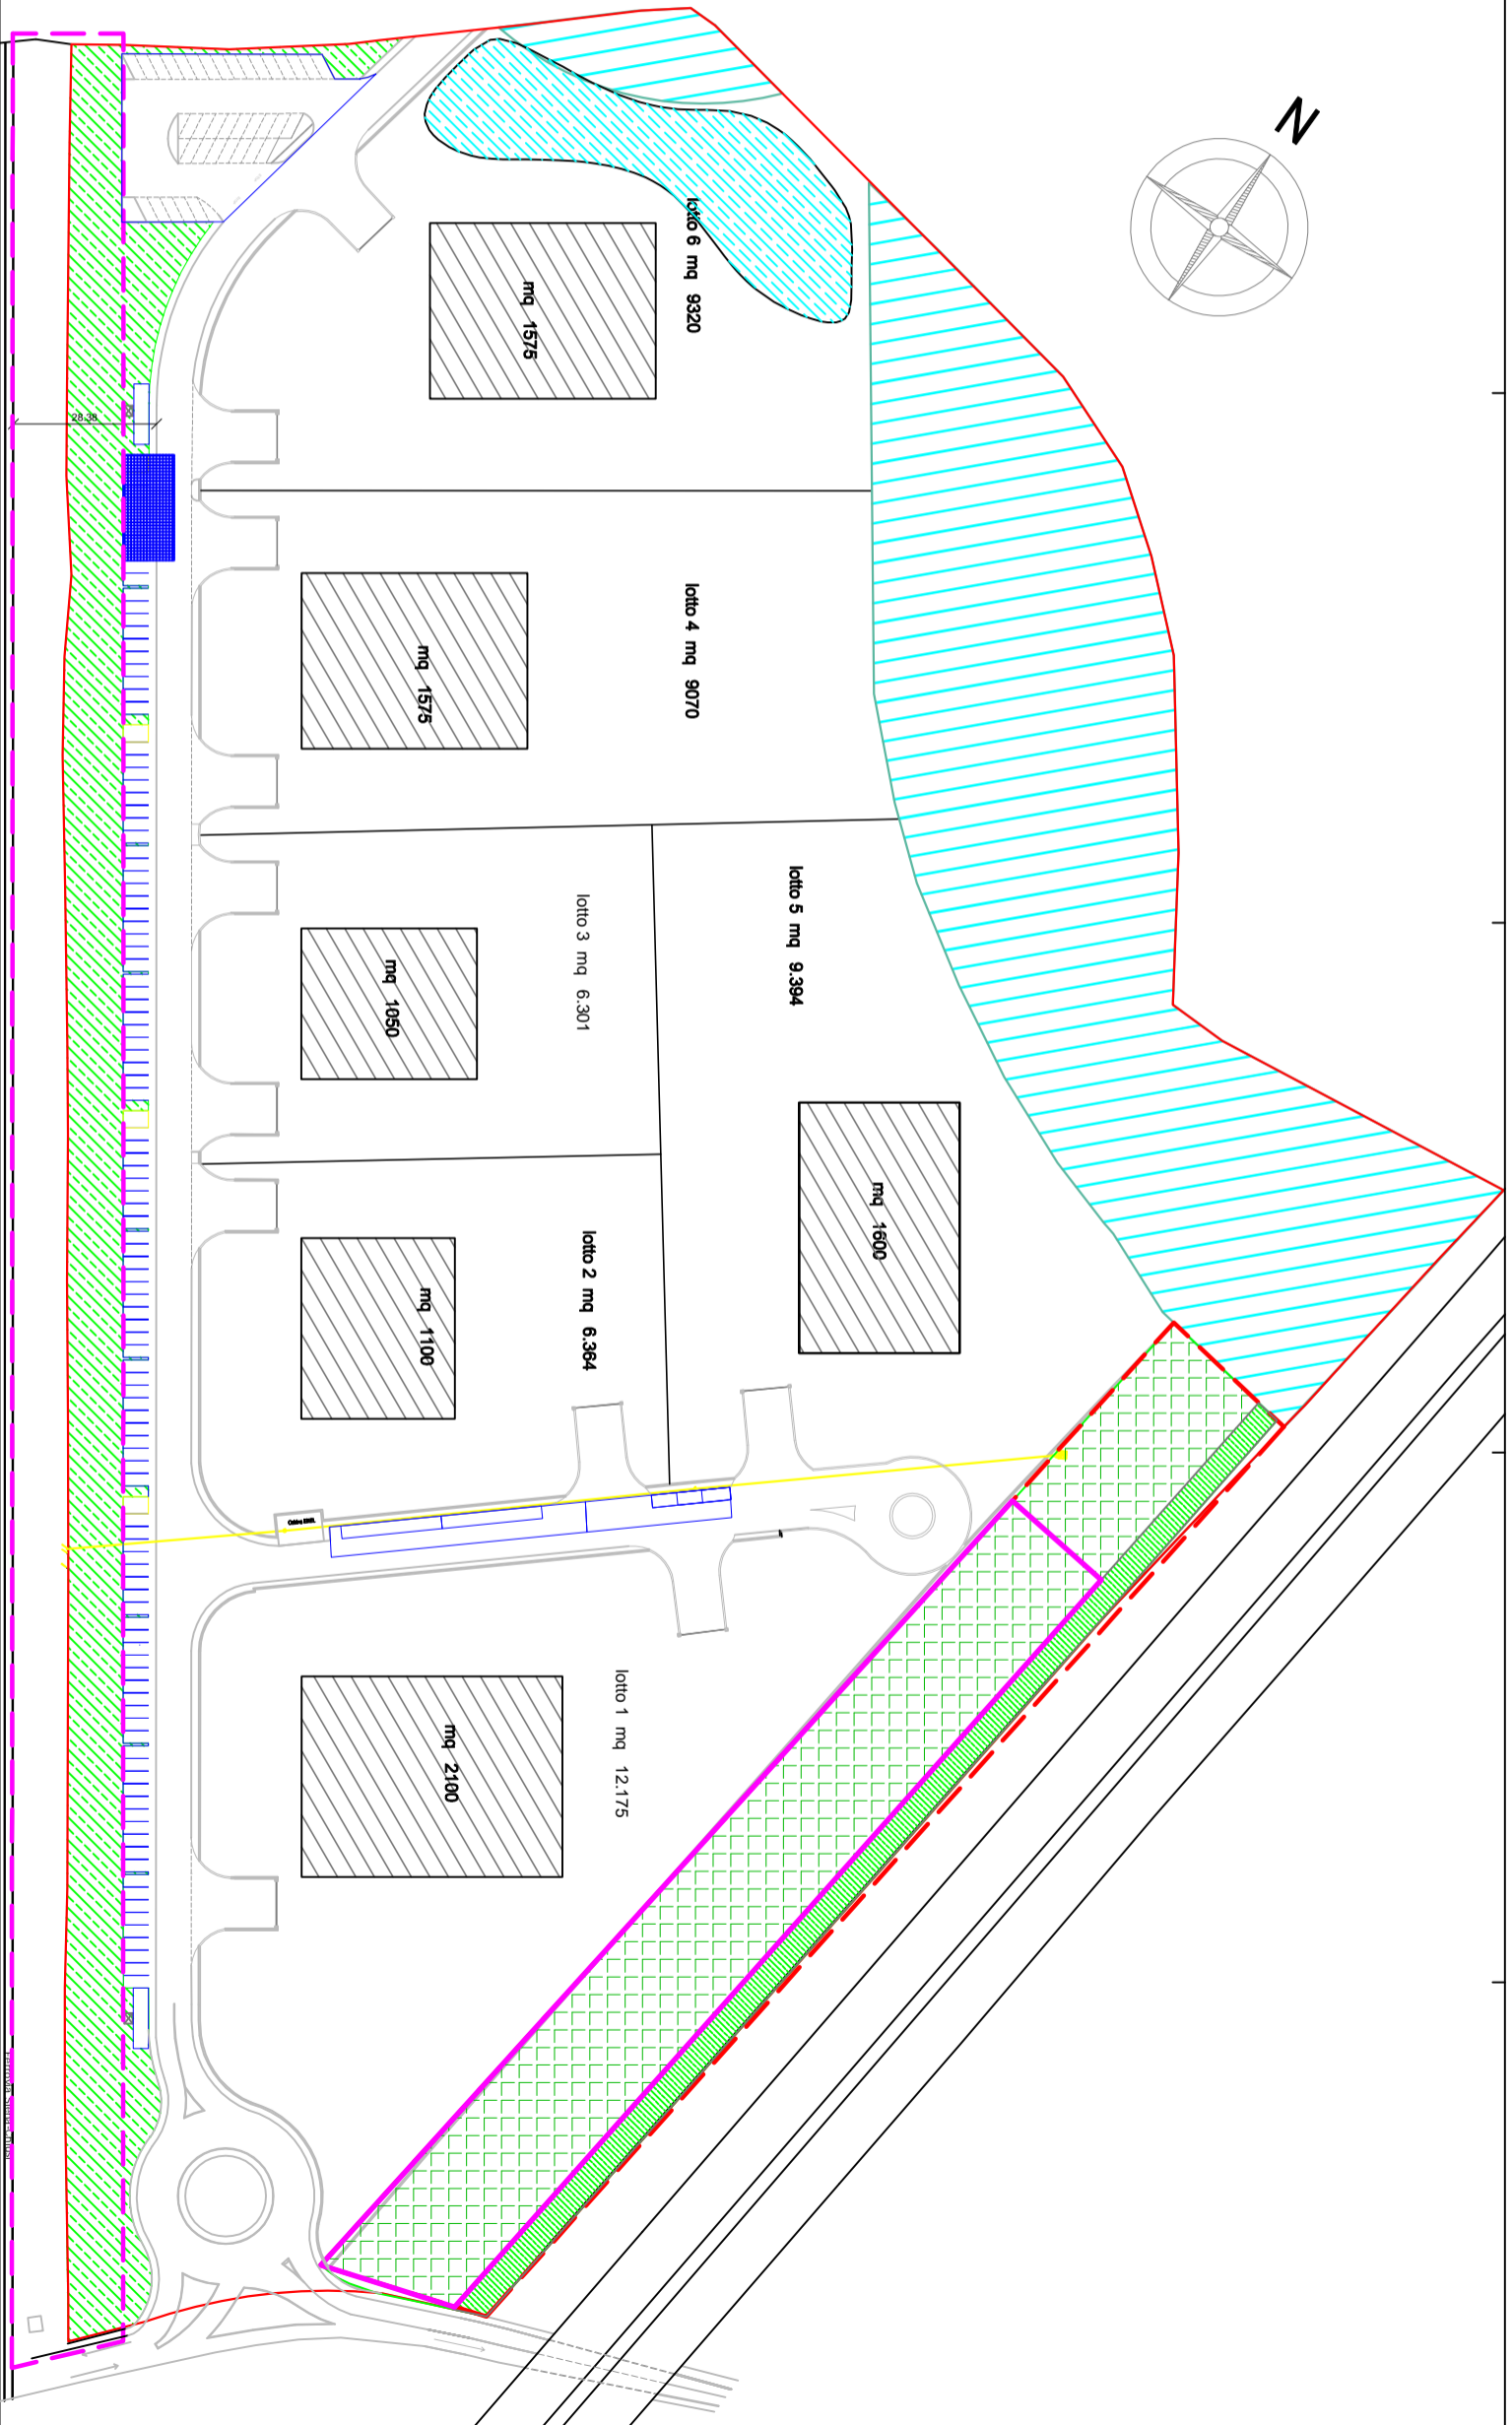 N
lotto 6 mq 9320
mq 1575
28.38
lotto 4 mq 9070
mq 1575
lotto 5 mq 9.394
lotto 3 mq 6.301
mq 1050
mq 1600
lotto 2 mq 6.364
mq 1100
lotto 1 mq 12.175
mq 2100